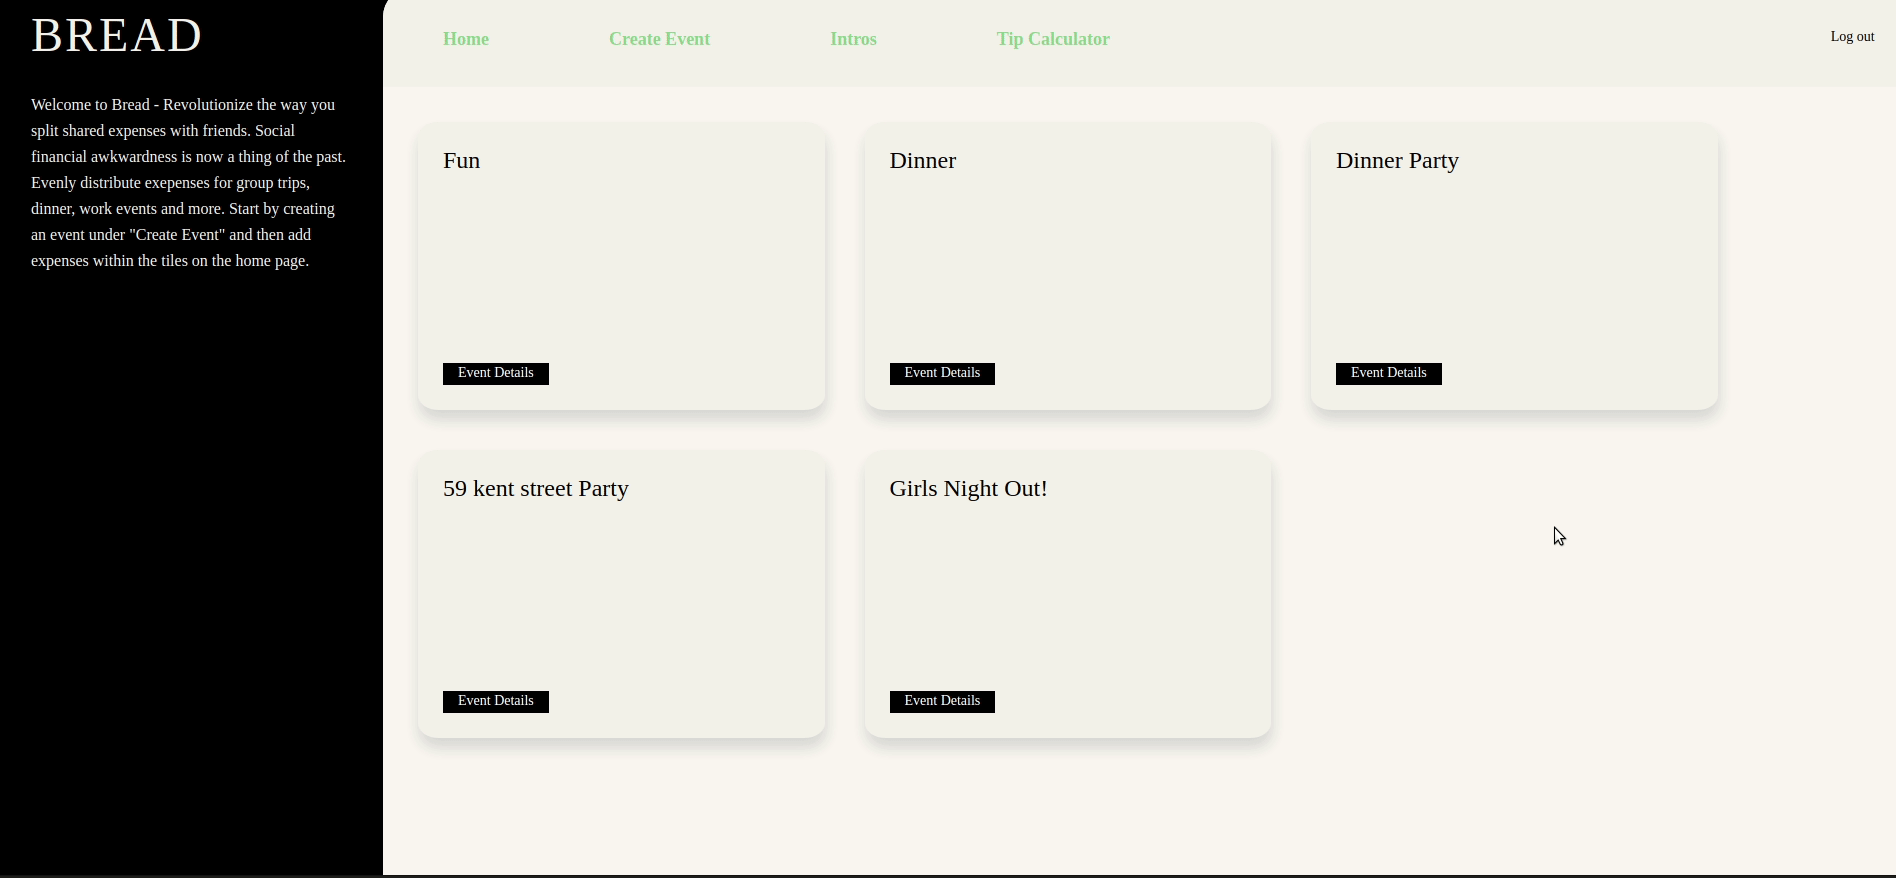 BREAD
Welcome to Bread - Revolutionize the way you
split shared expenses with friends. Social
financial awkwardness is now a thing of the past.
Evenly distribute exepenses for group trips,
dinner, work events and more. Start by creating
an event under "Create Event" and then add
expenses within the tiles on the home page.
Home Create Event Intros Tip Calculator Log out
Fun Dinner Dinner Party
Event Details Event Details Event Details
59 kent street Party Girls Night Out!
Event Details Event Details